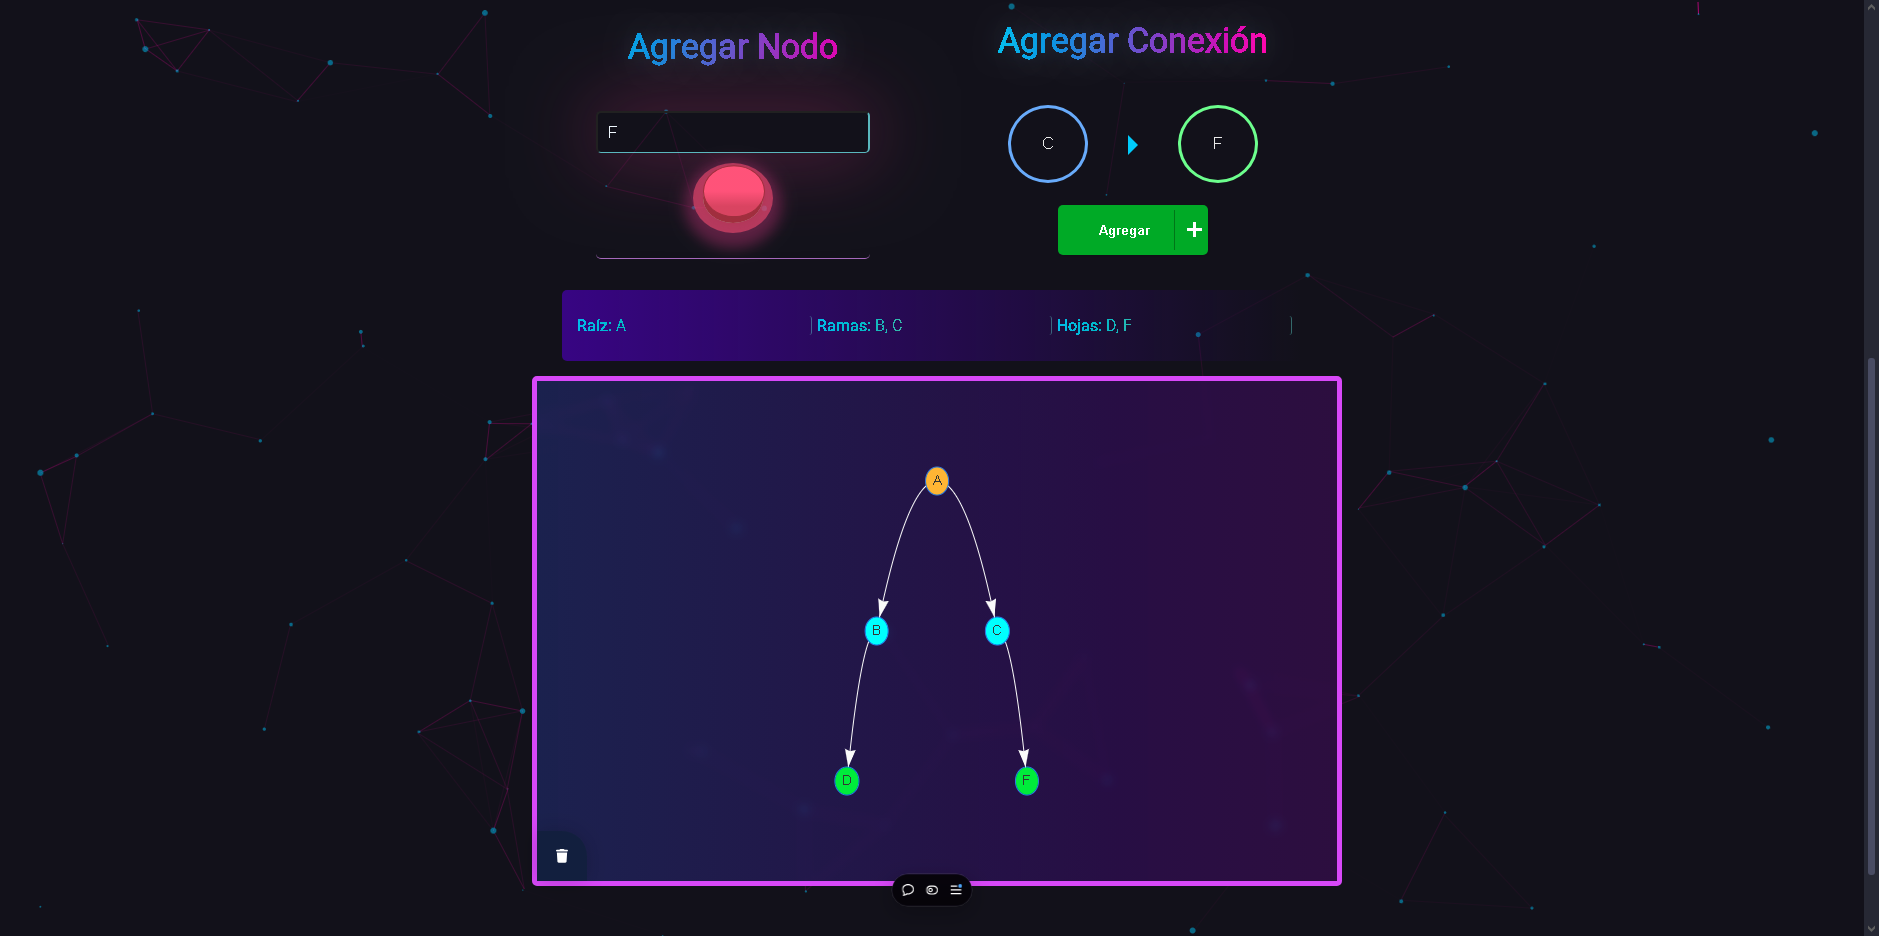 Agregar Nodo
Agregar Conexión
F
C
F
Agregar +
Raíz: A
Ramas: B, C
Hojas: D, F
A
B
C
D
F